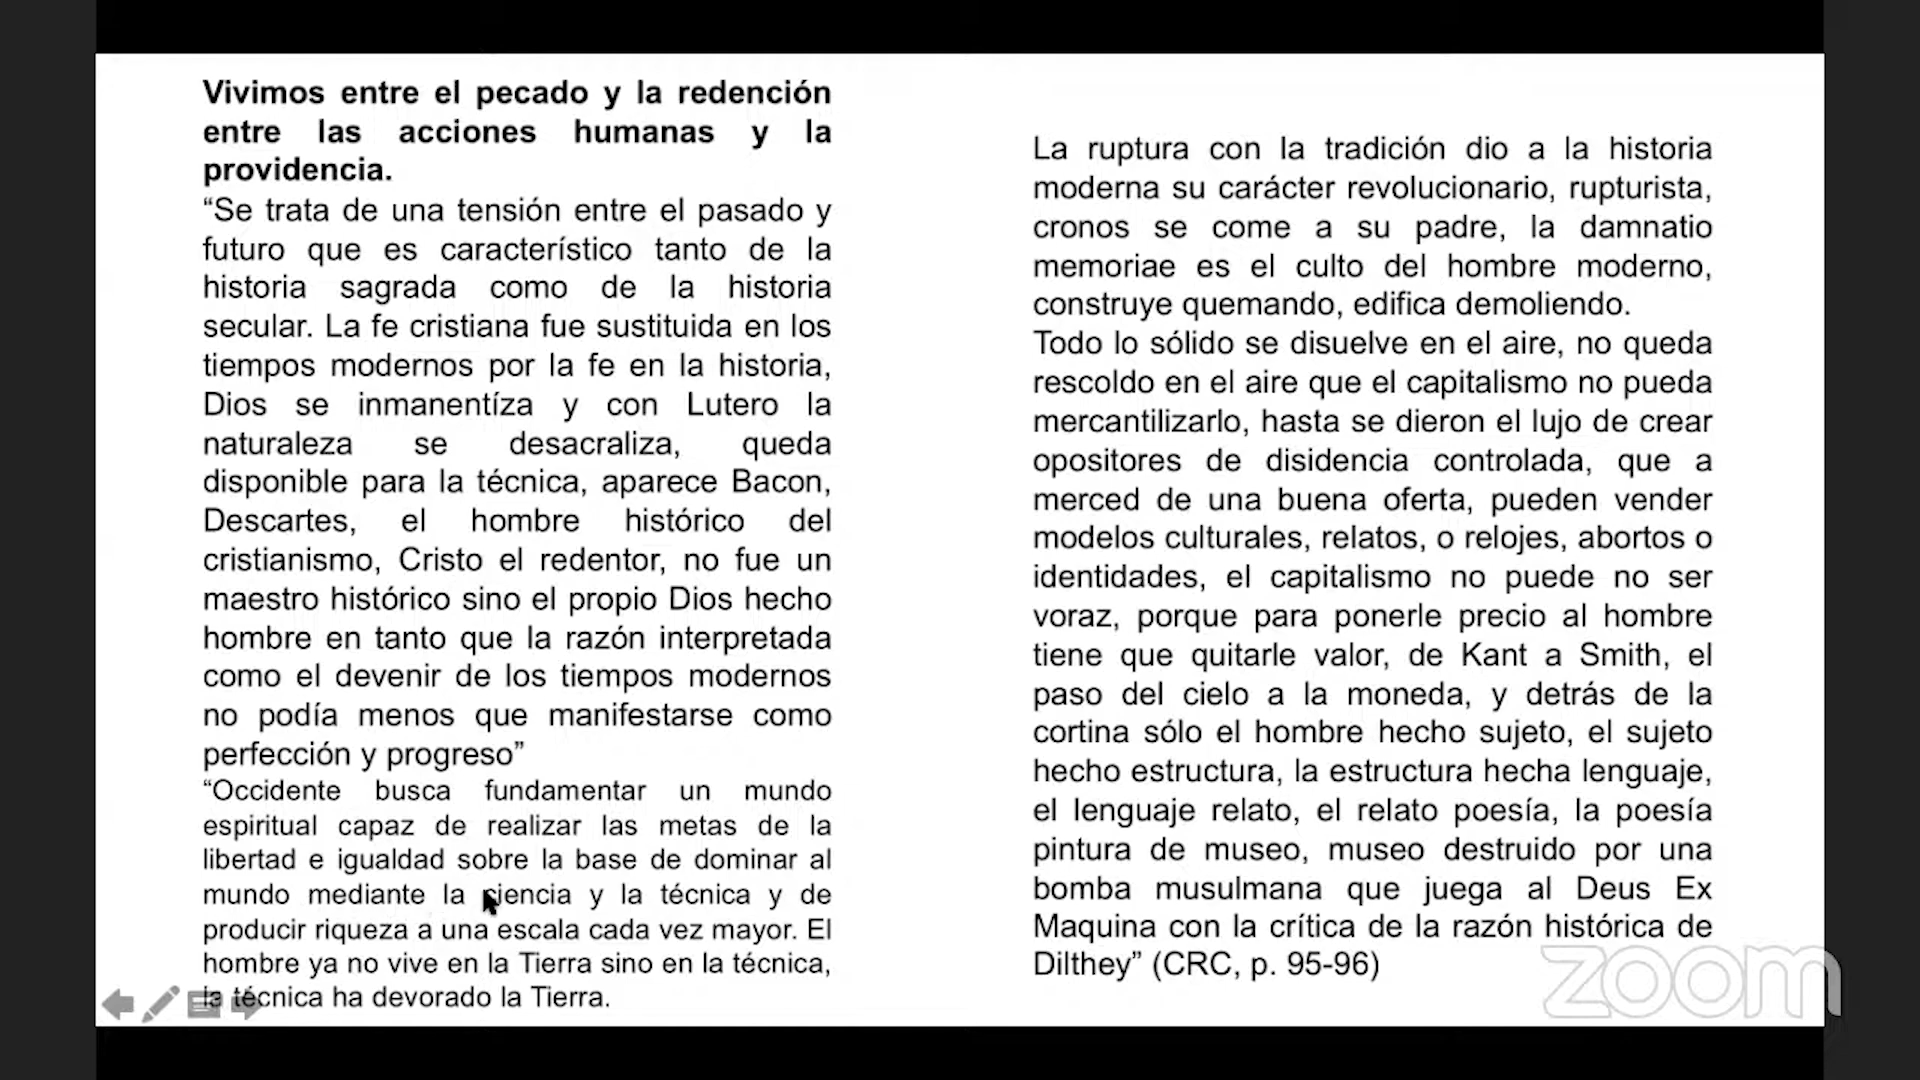 Vivimos entre el pecado y la redención
entre las acciones humanas y la
providencia.
“Se trata de una tensión entre el pasado y
futuro que es característico tanto de la
historia sagrada como de la historia
secular. La fe cristiana fue sustituida en los
tiempos modernos por la fe en la historia,
Dios se inmanentíza y con Lutero la
naturaleza se desacraliza, queda
disponible para la técnica, aparece Bacon,
Descartes, el hombre histórico del
cristianismo, Cristo el redentor, no fue un
maestro histórico sino el propio Dios hecho
hombre en tanto que la razón interpretada
como el devenir de los tiempos modernos
no podía menos que manifestarse como
perfección y progreso”
“Occidente busca fundamentar un mundo
espiritual capaz de realizar las metas de la
libertad e igualdad sobre la base de dominar al
mundo mediante la ciencia y la técnica y de
producir riqueza a una escala cada vez mayor. El
hombre ya no vive en la Tierra sino en la técnica,
la técnica ha devorado la Tierra.
La ruptura con la tradición dio a la historia
moderna su carácter revolucionario, rupturista,
cronos se come a su padre, la damnatio
memoriae es el culto del hombre moderno,
construye quemando, edifica demoliendo.
Todo lo sólido se disuelve en el aire, no queda
rescoldo en el aire que el capitalismo no pueda
mercantilizarlo, hasta se dieron el lujo de crear
opositores de disidencia controlada, que a
merced de una buena oferta, pueden vender
modelos culturales, relatos, o relojes, abortos o
identidades, el capitalismo no puede no ser
voraz, porque para ponerle precio al hombre
tiene que quitarle valor, de Kant a Smith, el
paso del cielo a la moneda, y detrás de la
cortina sólo el hombre hecho sujeto, el sujeto
hecho estructura, la estructura hecha lenguaje,
el lenguaje relato, el relato poesía, la poesía
pintura de museo, museo destruido por una
bomba musulmana que juega al Deus Ex
Maquina con la crítica de la razón histórica de
Dilthey” (CRC, p. 95-96)
zoom